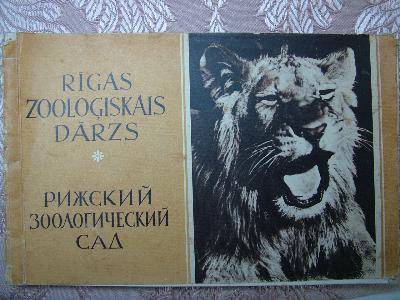 RĪGAS
ZOOLOĢISKAIS
DĀRZS
*
РИЖСКИЙ
ЗООЛОГИЧЕСКИЙ
САД